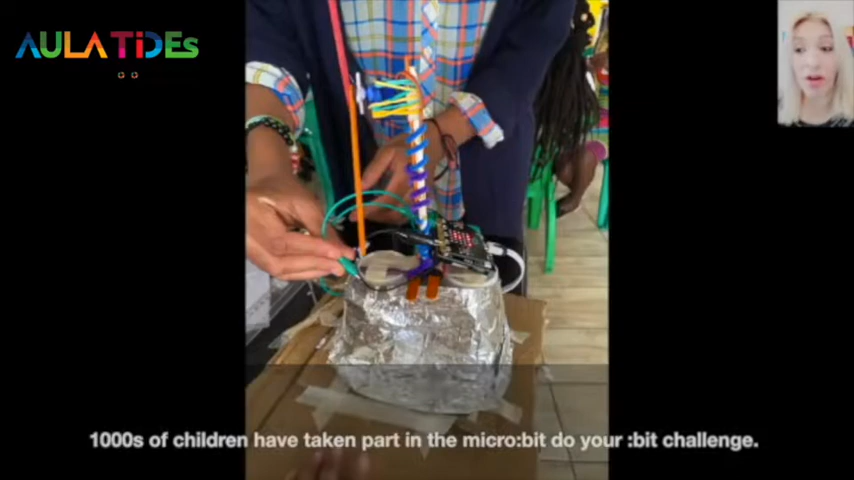 AULATIDES
1000s of children have taken part in the micro:bit do your :bit challenge.